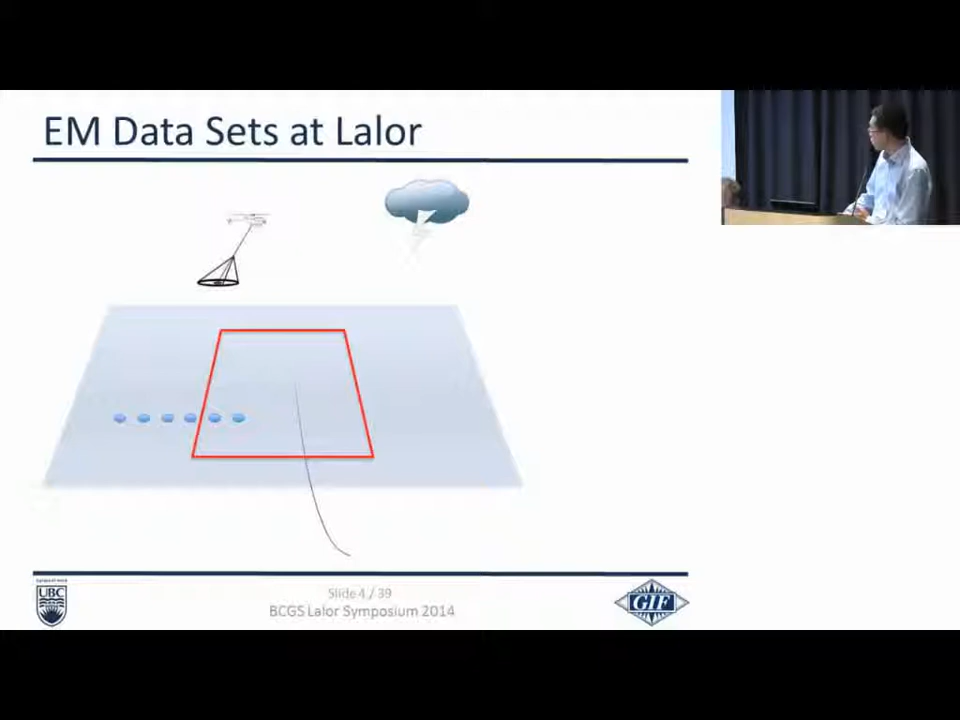 EM Data Sets at Lalor
UBC
Slide 4 / 39
BCGS Lalor Symposium 2014
GIF